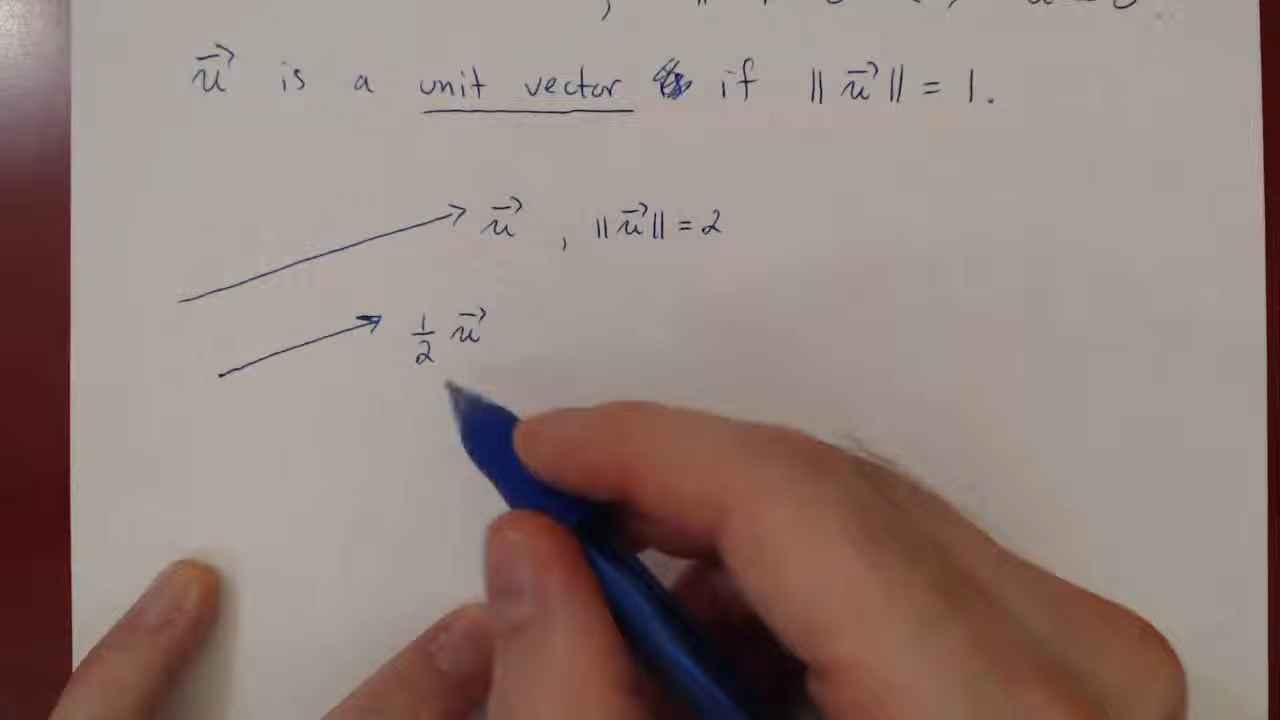 u⃗ is a unit vector if ||u⃗|| = 1.
u⃗ , ||u⃗|| = 2
1/2 u⃗